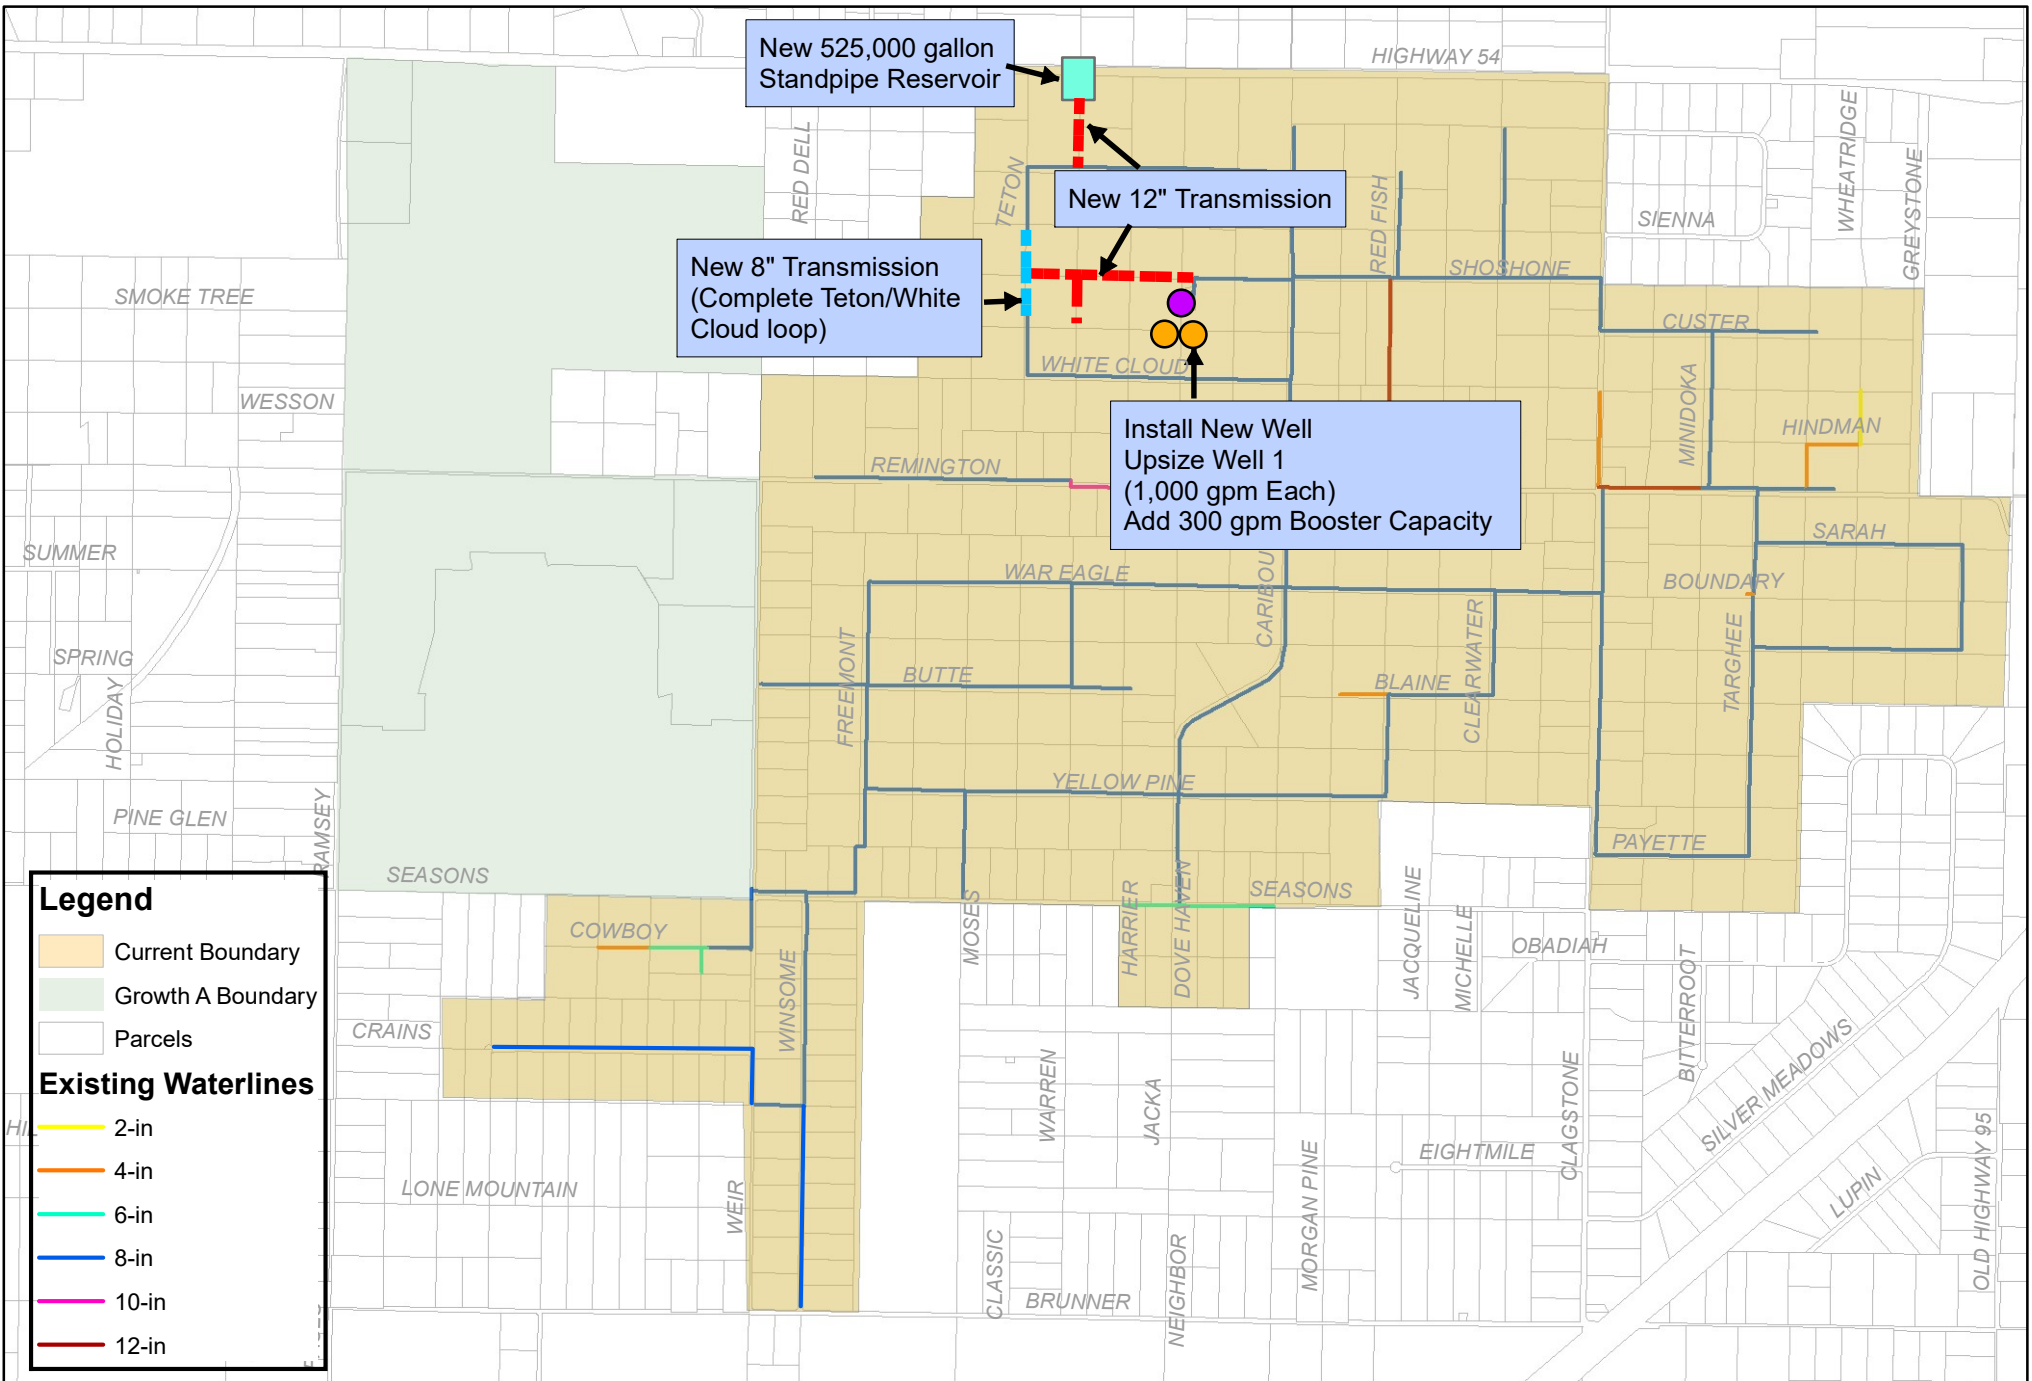 New 525,000 gallon
Standpipe Reservoir
HIGHWAY 54
RED DELL
TETON
New 12" Transmission
RED FISH
WHEATRIDGE
GREYSTONE
SIENNA
New 8" Transmission
(Complete Teton/White
Cloud loop)
SHOSHONE
SMOKE TREE
CUSTER
WHITE CLOUD
MINIDOKA
WESSON
HINDMAN
Install New Well
Upsize Well 1
(1,000 gpm Each)
Add 300 gpm Booster Capacity
REMINGTON
SUMMER
SARAH
WAR EAGLE
CARIBOU
BOUNDARY
SPRING
HOLIDAY
FREEMONT
BUTTE
BLAINE
CLEARWATER
TARGHEE
YELLOW PINE
PINE GLEN
RAMSEY
PAYETTE
SEASONS
SEASONS
COWBOY
WINSOME
MOSES
HARRIER
DOVE HAVEN
JACQUELINE
MICHELLE
OBADIAH
BITTERROOT
CRAINS
WARREN
JACKA
CLAGSTONE
SILVER MEADOWS
EIGHTMILE
LUPIN
OLD HIGHWAY 95
LONE MOUNTAIN
WEIR
CLASSIC
NEIGHBOR
MORGAN PINE
BRUNNER
Legend
Current Boundary
Growth A Boundary
Parcels
Existing Waterlines
2-in
4-in
6-in
8-in
10-in
12-in